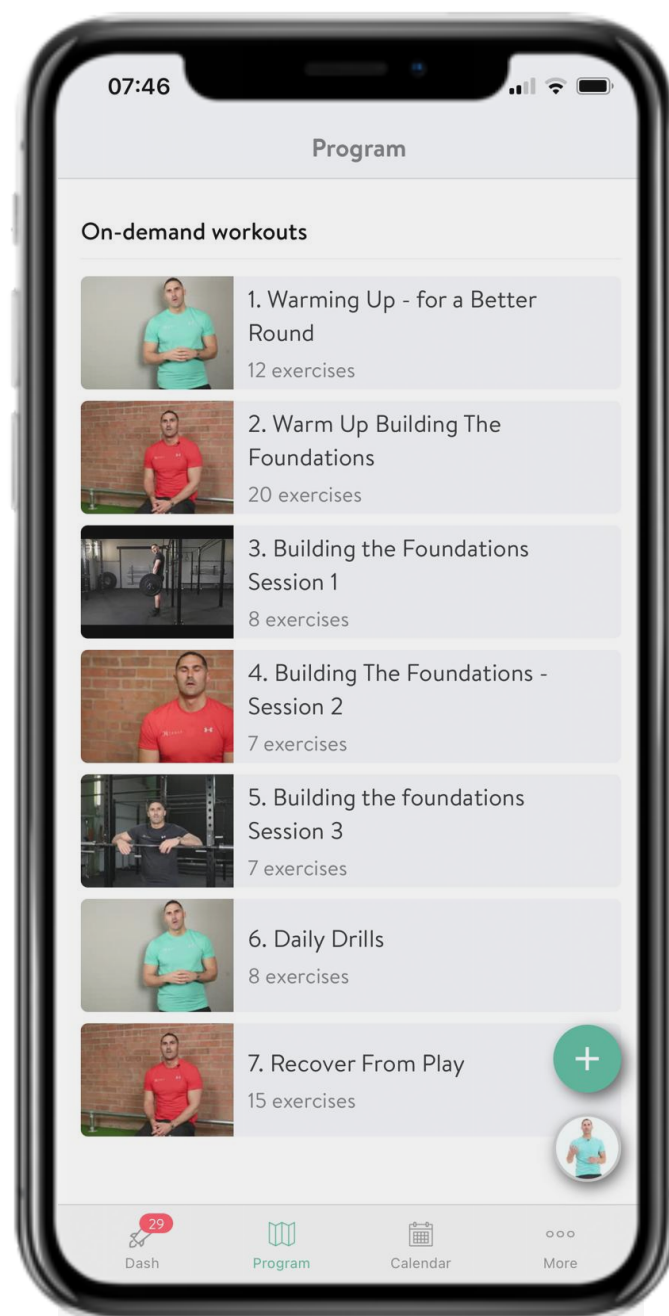 07:46
Program
On-demand workouts
1. Warming Up - for a Better
Round
12 exercises
2. Warm Up Building The
Foundations
20 exercises
3. Building the Foundations
Session 1
8 exercises
4. Building The Foundations -
Session 2
7 exercises
5. Building the foundations
Session 3
7 exercises
6. Daily Drills
8 exercises
7. Recover From Play
15 exercises
+
29
Dash
Program
Calendar
More